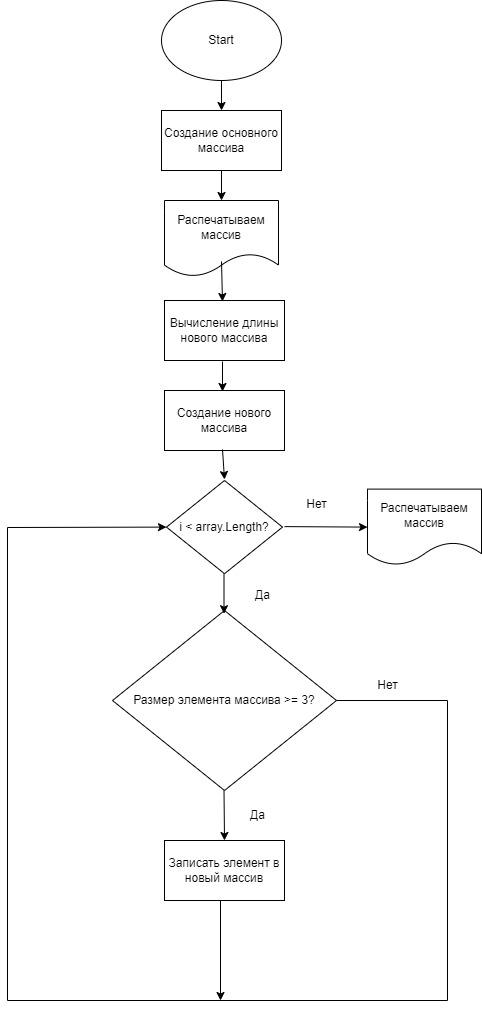 Start
Создание основного
массива
Распечатываем
массив
Вычисление длины
нового массива
Создание нового
массива
i < array.Length?
Нет
Распечатываем
массив
Да
Размер элемента массива >= 3?
Нет
Да
Записать элемент в
новый массив